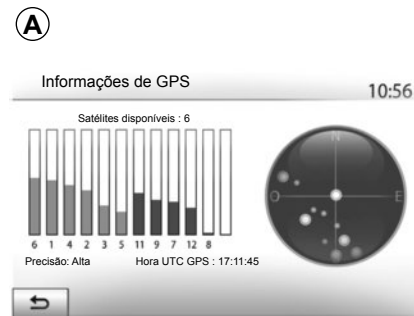 A
Informações de GPS
10:56
Satélites disponíveis : 6
N
O
E
6 1 4 2 3 5 11 9 7 12 8
Precisão: Alta
Hora UTC GPS : 17:11:45